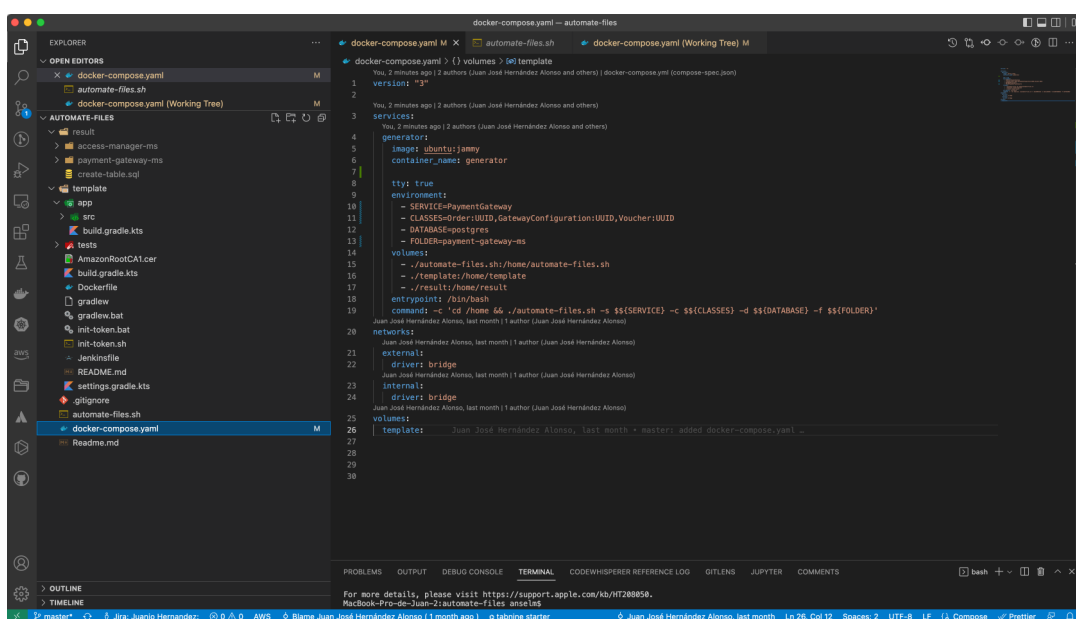 docker-compose.yaml — automate-files
EXPLORER
OPEN EDITORS
docker-compose.yaml M
automate-files.sh
docker-compose.yaml (Working Tree) M
AUTOMATE-FILES
result
access-manager-ms
payment-gateway-ms
create-table.sql
template
app
src
build.gradle.kts
tests
AmazonRootCA1.cer
build.gradle.kts
Dockerfile
gradlew
gradlew.bat
init-token.bat
init-token.sh
Jenkinsfile
README.md
settings.gradle.kts
.gitignore
automate-files.sh
docker-compose.yaml M
Readme.md
OUTLINE
TIMELINE
1
aws
docker-compose.yaml M automate-files.sh docker-compose.yaml (Working Tree) M
docker-compose.yaml > {} volumes > template
You, 2 minutes ago | 2 authors (Juan José Hernández Alonso and others) | docker-compose.yml (compose-spec.json)
1 version: "3"
2
You, 2 minutes ago | 2 authors (Juan José Hernández Alonso and others)
3 services:
You, 2 minutes ago | 2 authors (Juan José Hernández Alonso and others)
4 generator:
5 image: ubuntu:jammy
6 container_name: generator
7
8 tty: true
9 environment:
10 - SERVICE=PaymentGateway
11 - CLASSES=Order:UUID,GatewayConfiguration:UUID,Voucher:UUID
12 - DATABASE=postgres
13 - FOLDER=payment-gateway-ms
14 volumes:
15 - ./automate-files.sh:/home/automate-files.sh
16 - ./template:/home/template
17 - ./result:/home/result
18 entrypoint: /bin/bash
19 command: -c 'cd /home && ./automate-files.sh -s $${SERVICE} -c $${CLASSES} -d $${DATABASE} -f $${FOLDER}'
Juan José Hernández Alonso, last month | 1 author (Juan José Hernández Alonso)
20 networks:
Juan José Hernández Alonso, last month | 1 author (Juan José Hernández Alonso)
21 external:
22 driver: bridge
Juan José Hernández Alonso, last month | 1 author (Juan José Hernández Alonso)
23 internal:
24 driver: bridge
Juan José Hernández Alonso, last month | 1 author (Juan José Hernández Alonso)
25 volumes:
26 template: Juan José Hernández Alonso, last month • master: added docker-compose.yaml …
27
28
29
30
PROBLEMS OUTPUT DEBUG CONSOLE TERMINAL CODEWHISPERER REFERENCE LOG GITLENS JUPYTER COMMENTS bash
For more details, please visit https://support.apple.com/kb/HT208050.
MacBook-Pro-de-Juan-2:automate-files anselm$
master* Jira: Juanjo Hernandez: 0 0 AWS Blame Juan José Hernández Alonso ( 1 month ago ) tabnine starter Juan José Hernández Alonso, last month Ln 26, Col 12 Spaces: 2 UTF-8 LF Compose Prettier